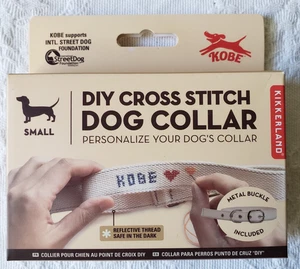 KOBE supports
INTL. STREET DOG
FOUNDATION
StreetDog
KOBE
SMALL
DIY CROSS STITCH
DOG COLLAR
PERSONALIZE YOUR DOG'S COLLAR
KIKKERLAND®
KOBE
METAL BUCKLE
INCLUDED
REFLECTIVE THREAD
SAFE IN THE DARK
COLLIER POUR CHIEN AU POINT DE CROIX DIY
COLLAR PARA PERROS PUNTO DE CRUZ "DIY"